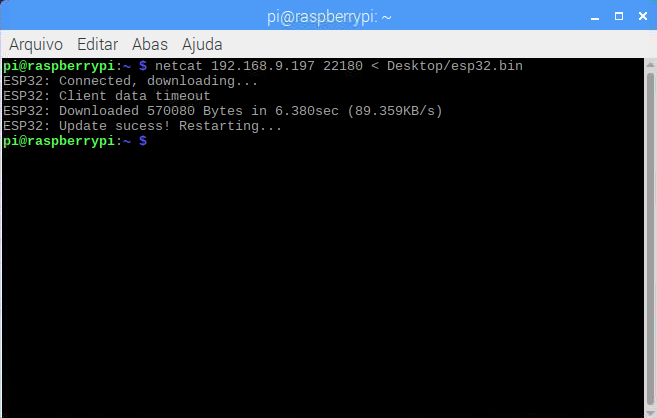 pi@raspberrypi: ~
Arquivo Editar Abas Ajuda
pi@raspberrypi:~ $ netcat 192.168.9.197 22180 < Desktop/esp32.bin
ESP32: Connected, downloading...
ESP32: Client data timeout
ESP32: Downloaded 570080 Bytes in 6.380sec (89.359KB/s)
ESP32: Update sucess! Restarting...
pi@raspberrypi:~ $